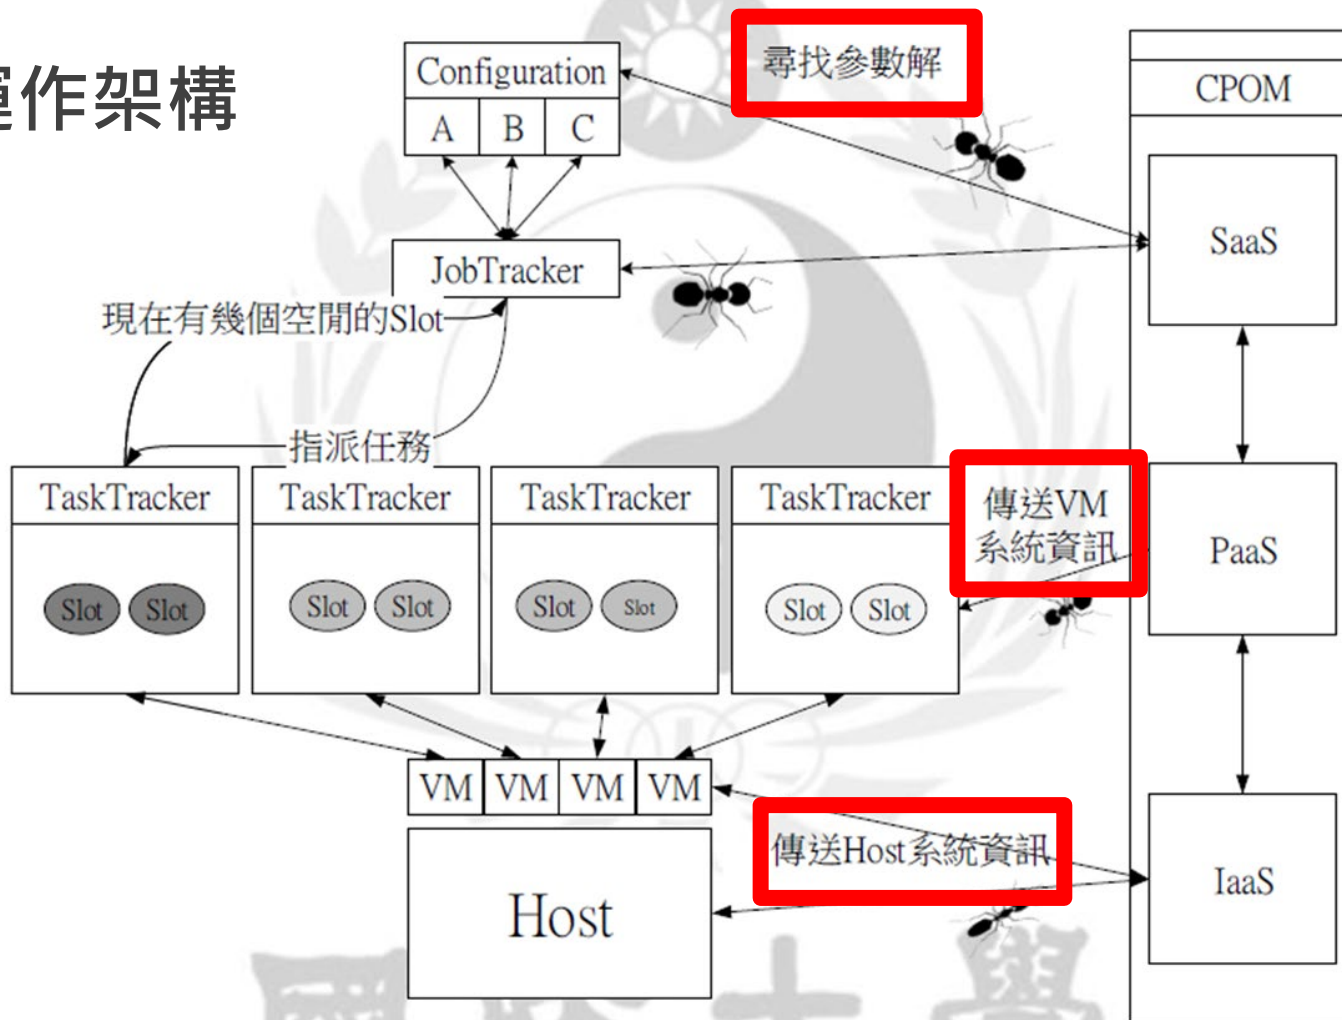 運作架構
Configuration
A B C
尋找參數解
CPOM
SaaS
JobTracker
現在有幾個空閒的Slot
指派任務
TaskTracker TaskTracker TaskTracker TaskTracker
傳送VM
系統資訊
PaaS
Slot Slot Slot Slot Slot Slot Slot Slot
VM VM VM VM
傳送Host系統資訊
IaaS
Host